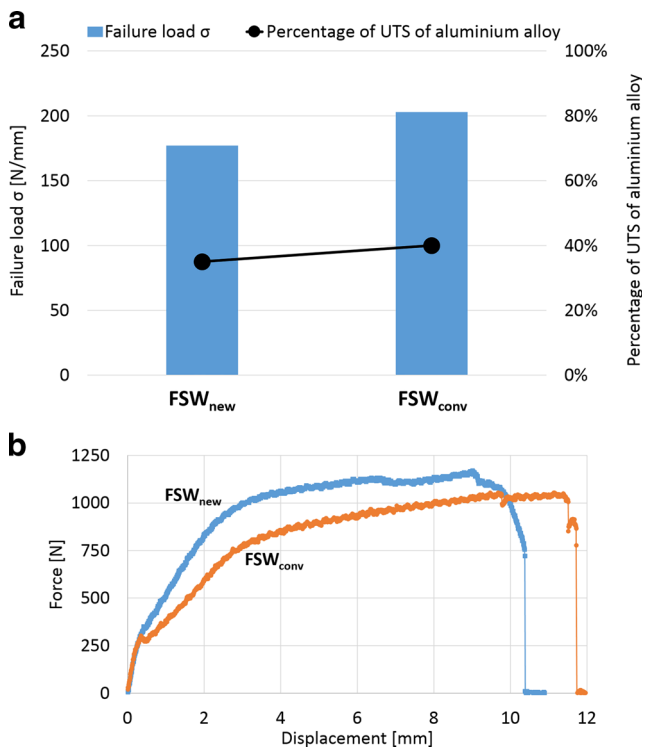 a
Failure load σ Percentage of UTS of aluminium alloy
250 100%
200 80%
150 60%
100 40%
50 20%
0 0%
Failure load σ [N/mm]
Percentage of UTS of aluminium alloy
FSWnew FSWconv
b
1250
1000
750
500
250
0
Force [N]
FSWnew
FSWconv
0 2 4 6 8 10 12
Displacement [mm]